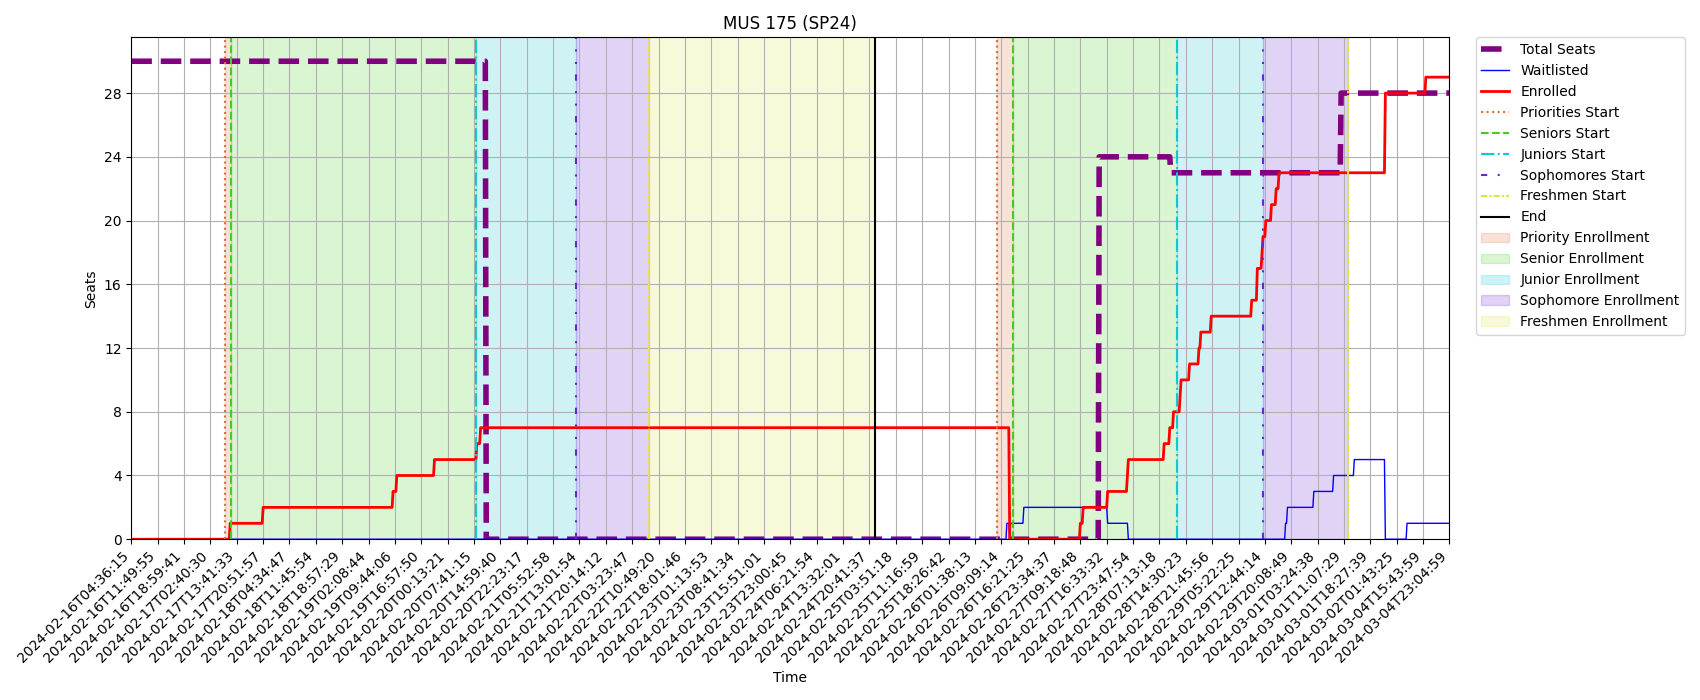 MUS 175 (SP24)
Total Seats
Waitlisted
Enrolled
Priorities Start
Seniors Start
Juniors Start
Sophomores Start
Freshmen Start
End
Priority Enrollment
Senior Enrollment
Junior Enrollment
Sophomore Enrollment
Freshmen Enrollment
Seats
28
24
20
16
12
8
4
0
2024-02-16T04:36:15
2024-02-16T11:49:55
2024-02-16T18:59:41
2024-02-17T02:40:30
2024-02-17T13:41:33
2024-02-17T20:51:57
2024-02-18T04:34:47
2024-02-18T11:45:54
2024-02-18T18:57:29
2024-02-19T02:08:44
2024-02-19T09:44:06
2024-02-19T16:57:50
2024-02-20T00:13:21
2024-02-20T07:41:15
2024-02-20T14:59:40
2024-02-20T22:23:17
2024-02-21T05:52:58
2024-02-21T13:01:54
2024-02-21T20:14:12
2024-02-22T03:23:47
2024-02-22T10:49:20
2024-02-22T18:01:46
2024-02-23T01:13:53
2024-02-23T08:41:34
2024-02-23T15:51:01
2024-02-23T23:00:45
2024-02-24T06:21:54
2024-02-24T13:32:01
2024-02-24T20:41:37
2024-02-25T03:51:18
2024-02-25T11:16:59
2024-02-25T18:26:42
2024-02-26T01:38:13
2024-02-26T09:09:14
2024-02-26T16:21:25
2024-02-26T23:34:37
2024-02-27T09:18:48
2024-02-27T16:33:32
2024-02-27T23:47:54
2024-02-28T07:13:18
2024-02-28T14:30:23
2024-02-28T21:45:56
2024-02-29T05:22:25
2024-02-29T12:44:14
2024-02-29T20:08:49
2024-03-01T03:24:38
2024-03-01T11:07:29
2024-03-01T18:27:39
2024-03-02T01:43:25
2024-03-04T15:43:59
2024-03-04T23:04:59
Time